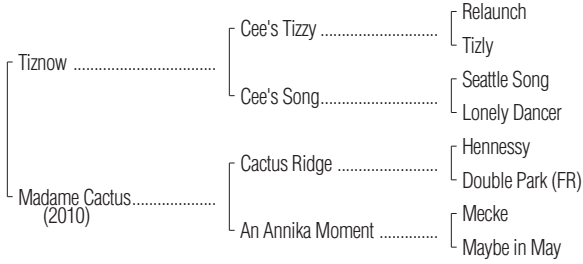 Relaunch
Cee's Tizzy
Tizly
Tiznow
Seattle Song
Cee's Song
Lonely Dancer
Hennessy
Cactus Ridge
Double Park (FR)
Madame Cactus
(2010)
Mecke
An Annika Moment
Maybe in May